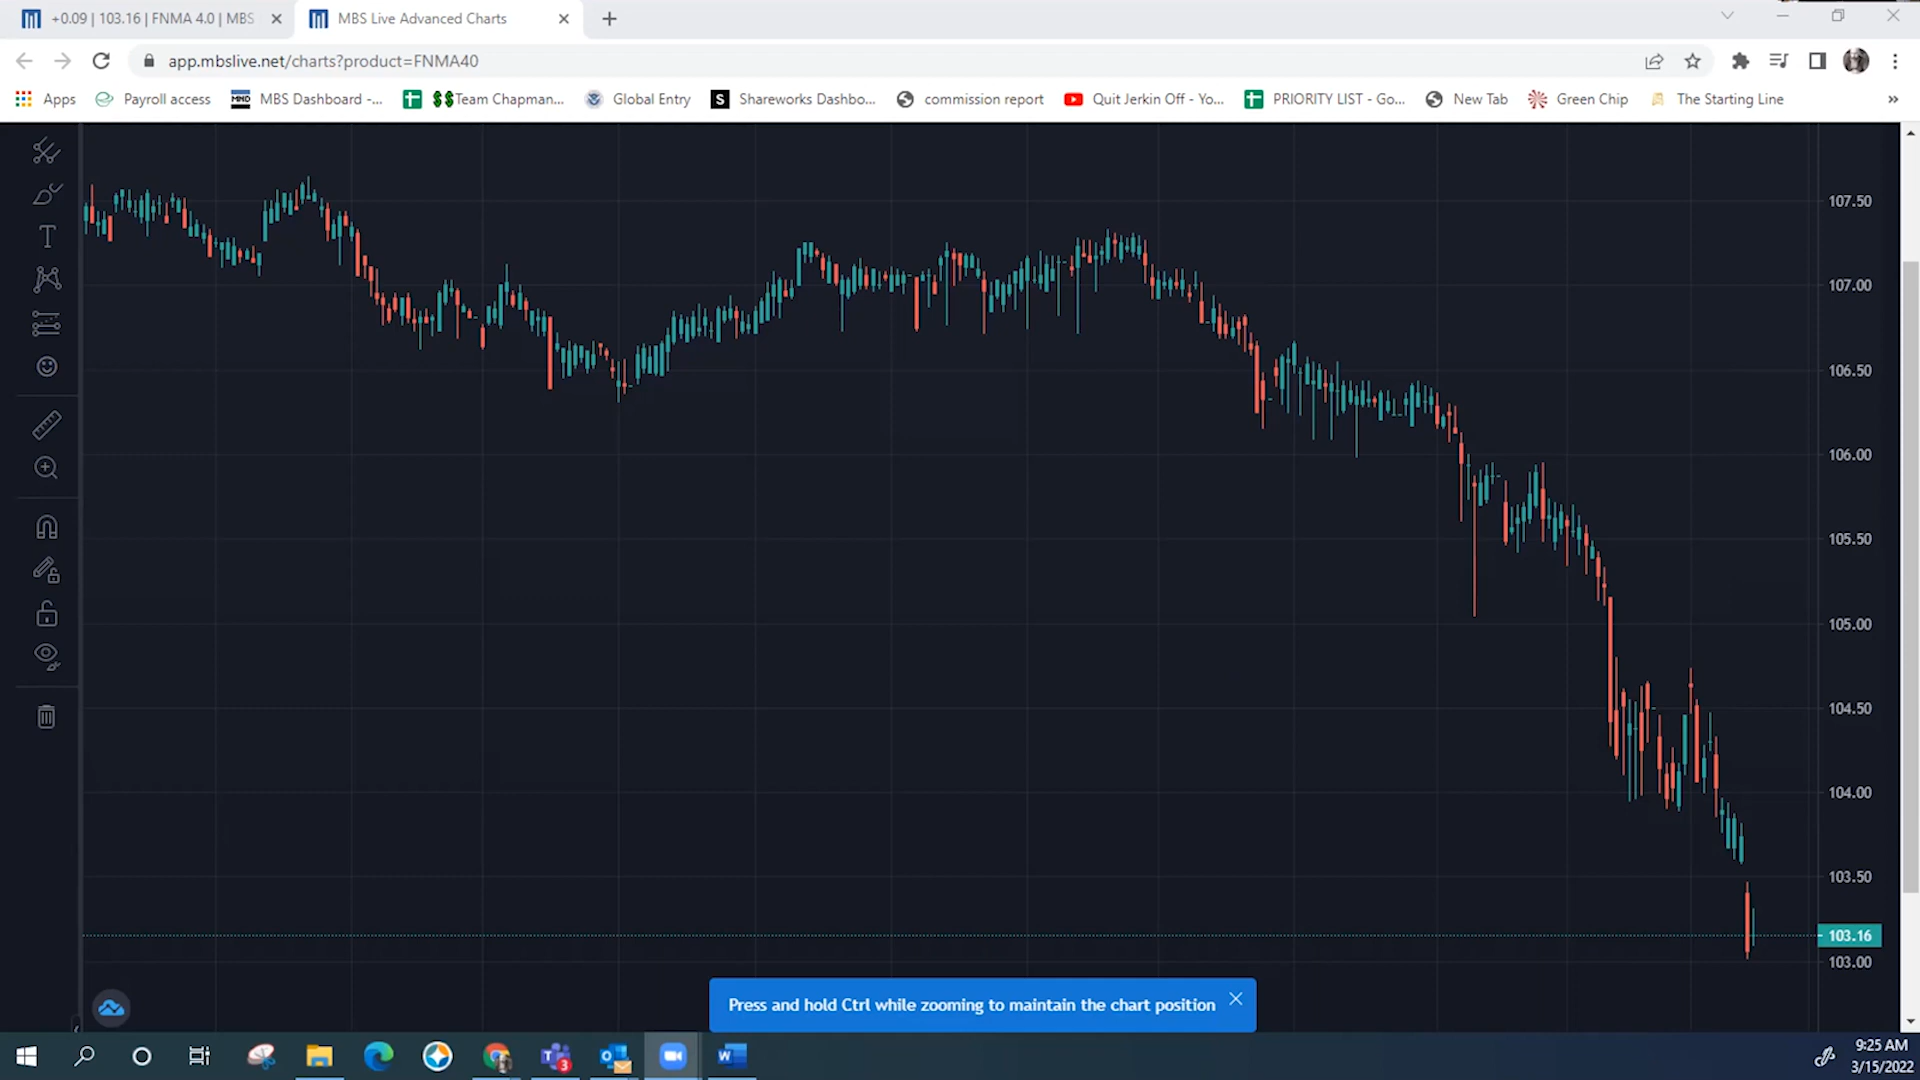 +0.09 | 103.16 | FNMA 4.0 | MBS
MBS Live Advanced Charts
app.mbslive.net/charts?product=FNMA40
Apps
Payroll access
MND
MBS Dashboard -...
$$Team Chapman...
Global Entry
S
Shareworks Dashbo...
commission report
Quit Jerkin Off - Yo...
PRIORITY LIST - Go...
New Tab
Green Chip
The Starting Line
»
T
107.50
107.00
106.50
106.00
105.50
105.00
104.50
104.00
103.50
103.16
103.00
Press and hold Ctrl while zooming to maintain the chart position
3
9:25 AM
3/15/2022